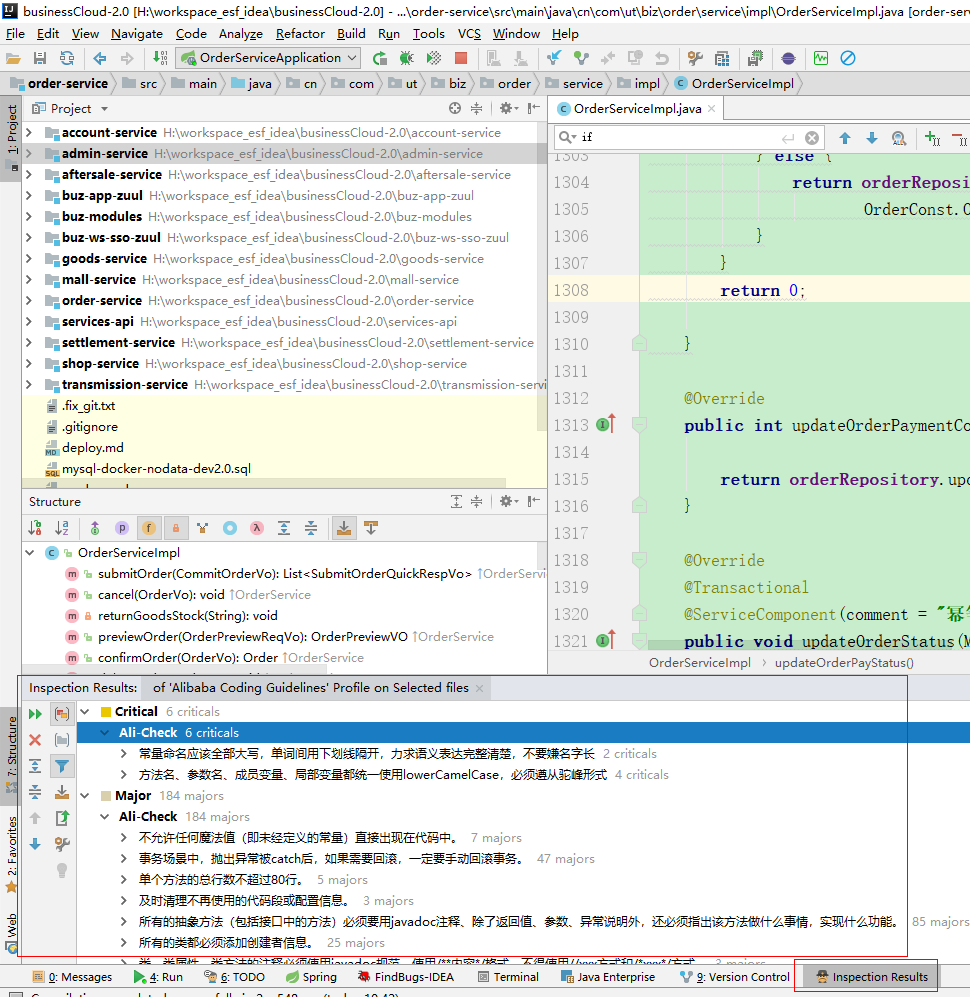 businessCloud-2.0 [H:\workspace_esf_idea\businessCloud-2.0] - ...\orderservice\src\main\java\cn\com\ut\biz\order\service\impl\OrderServiceImpl.java [order-serv
File Edit View Navigate Code Analyze Refactor Build Run Tools VCS Window Help
OrderServiceApplication
order-service src main java cn com ut biz order service impl OrderServiceImpl
1: Project
Project
OrderServiceImpl.java
if
account-service H:\workspace_esf_idea\businessCloud-2.0\account-service
admin-service H:\workspace_esf_idea\businessCloud-2.0\admin-service
aftersale-service H:\workspace_esf_idea\businessCloud-2.0\aftersale-service
buz-app-zuul H:\workspace_esf_idea\businessCloud-2.0\buz-app-zuul
buz-modules H:\workspace_esf_idea\businessCloud-2.0\buz-modules
buz-ws-sso-zuul H:\workspace_esf_idea\businessCloud-2.0\buz-ws-sso-zuul
goods-service H:\workspace_esf_idea\businessCloud-2.0\goods-service
mall-service H:\workspace_esf_idea\businessCloud-2.0\mall-service
order-service H:\workspace_esf_idea\businessCloud-2.0\order-service
services-api H:\workspace_esf_idea\businessCloud-2.0\services-api
settlement-service H:\workspace_esf_idea\businessCloud-2.0\settlement-service
shop-service H:\workspace_esf_idea\businessCloud-2.0\shop-service
transmission-service H:\workspace_esf_idea\businessCloud-2.0\transmission-servi
.fix_git.txt
.gitignore
deploy.md
mysql-docker-nodata-dev2.0.sql
1303 } else {
1304 return orderReposi
1305 OrderConst.O
1306 }
1307 }
1308 return 0;
1309
1310 }
1311
1312 @Override
1313 public int updateOrderPaymentCo
1314
1315 return orderRepository.upd
1316 }
1317
1318 @Override
1319 @Transactional
1320 @ServiceComponent(comment = "幂等
1321 public void updateOrderStatus(M
OrderServiceImpl › updateOrderPayStatus()
Structure
OrderServiceImpl
submitOrder(CommitOrderVo): List<SubmitOrderQuickRespVo> ↑OrderServi
cancel(OrderVo): void ↑OrderService
returnGoodsStock(String): void
previewOrder(OrderPreviewReqVo): OrderPreviewVO ↑OrderService
confirmOrder(OrderVo): Order ↑OrderService
7: Structure
2: Favorites
Web
Inspection Results: of 'Alibaba Coding Guidelines' Profile on Selected files
Critical 6 criticals
Ali-Check 6 criticals
常量命名应该全部大写，单词间用下划线隔开，力求语义表达完整清楚，不要嫌名字长 2 criticals
方法名、参数名、成员变量、局部变量都统一使用lowerCamelCase，必须遵从驼峰形式 4 criticals
Major 184 majors
Ali-Check 184 majors
不允许任何魔法值（即未经定义的常量）直接出现在代码中。 7 majors
事务场景中，抛出异常被catch后，如果需要回滚，一定要手动回滚事务。 47 majors
单个方法的总行数不超过80行。 5 majors
及时清理不再使用的代码段或配置信息。 3 majors
所有的抽象方法（包括接口中的方法）必须要用javadoc注释、除了返回值、参数、异常说明外，还必须指出该方法做什么事情，实现什么功能。 85 majors
所有的类都必须添加创建者信息。 25 majors
0: Messages 4: Run 6: TODO Spring FindBugs-IDEA Terminal Java Enterprise 9: Version Control Inspection Results